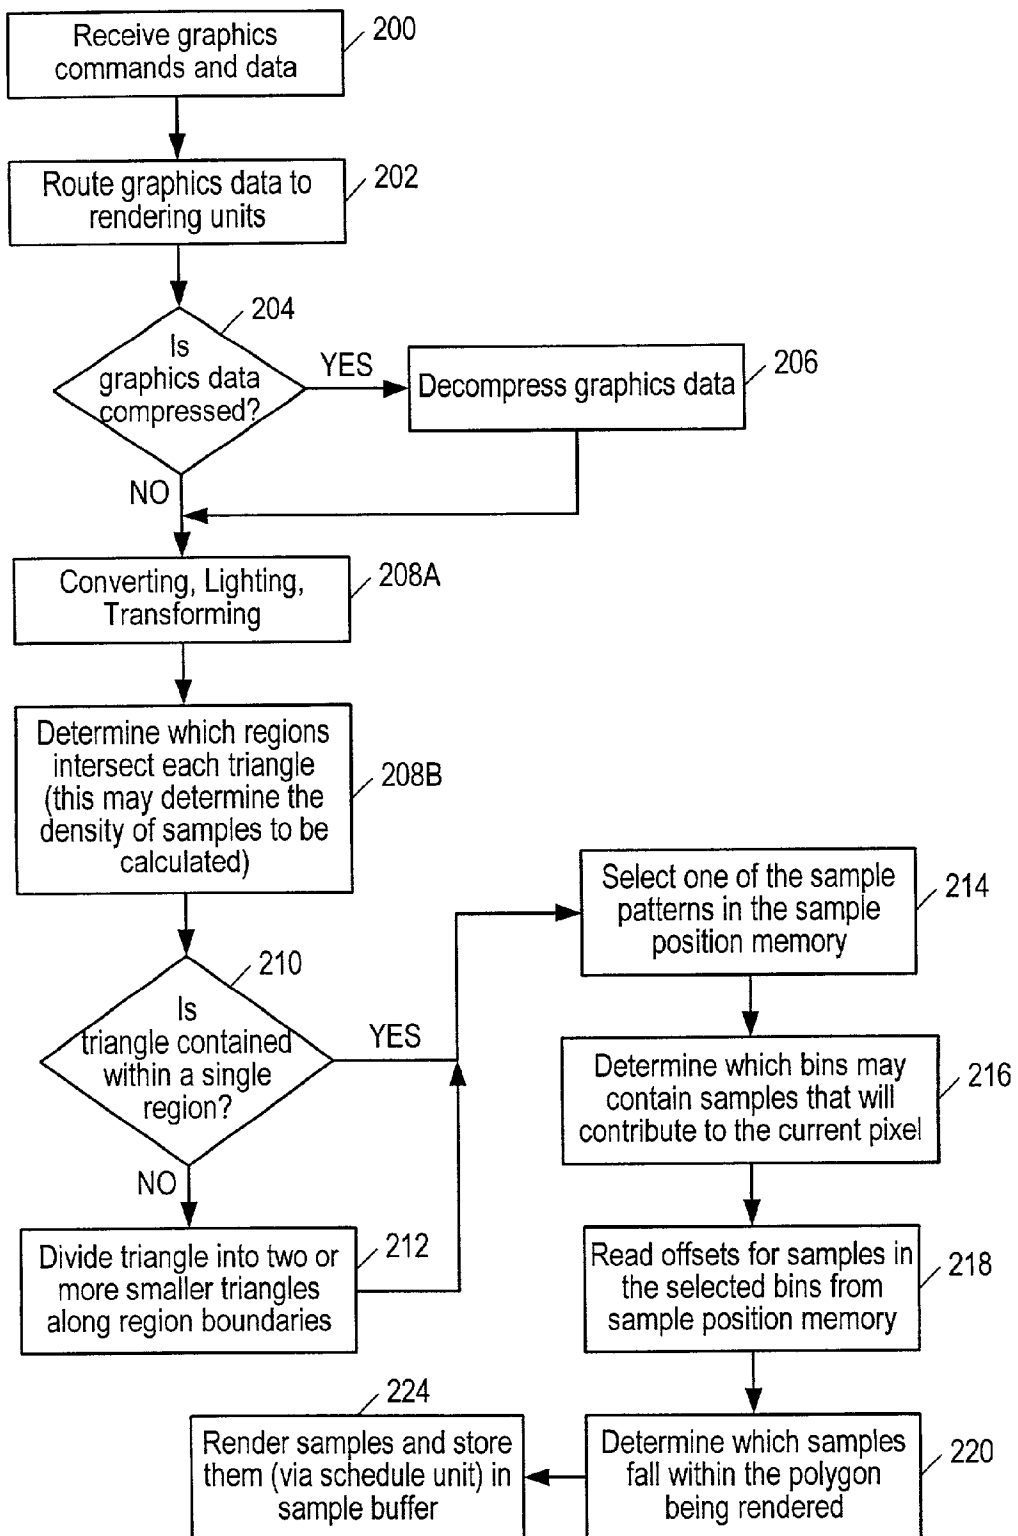 Receive graphics
commands and data
200
Route graphics data to
rendering units
202
204
Is
graphics data
compressed?
YES
NO
Decompress graphics data
206
Converting, Lighting,
Transforming
208A
Determine which regions
intersect each triangle
(this may determine the
density of samples to be
calculated)
208B
210
Is
triangle contained
within a single
region?
YES
NO
Divide triangle into two or
more smaller triangles
along region boundaries
212
Select one of the sample
patterns in the sample
position memory
214
Determine which bins may
contain samples that will
contribute to the current pixel
216
Read offsets for samples in
the selected bins from
sample position memory
218
Determine which samples
fall within the polygon
being rendered
220
224
Render samples and store
them (via schedule unit) in
sample buffer